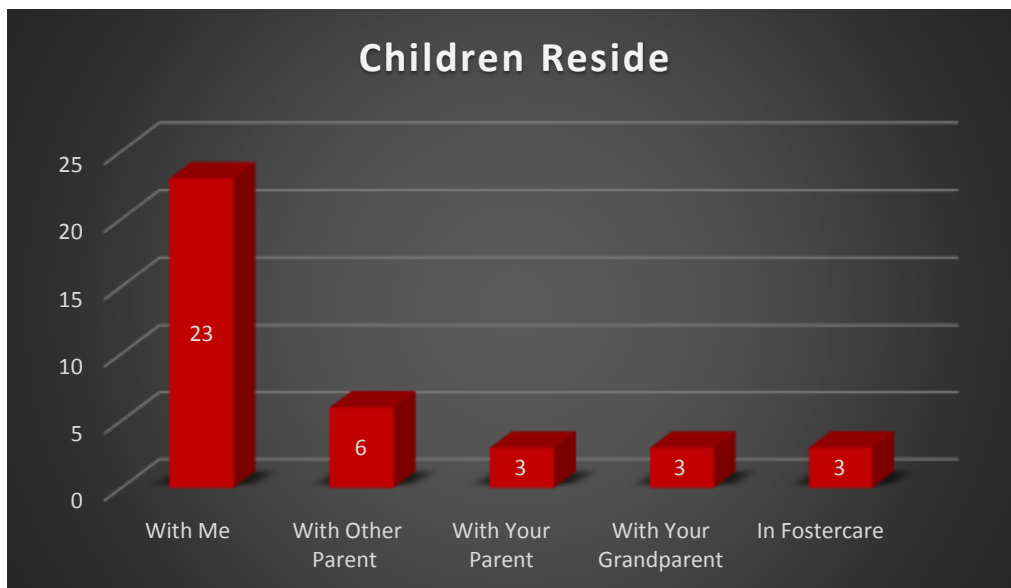 Children Reside
25
20
15
10
5
0
23
6
3
3
3
With Me
With Other
Parent
With Your
Parent
With Your
Grandparent
In Fostercare